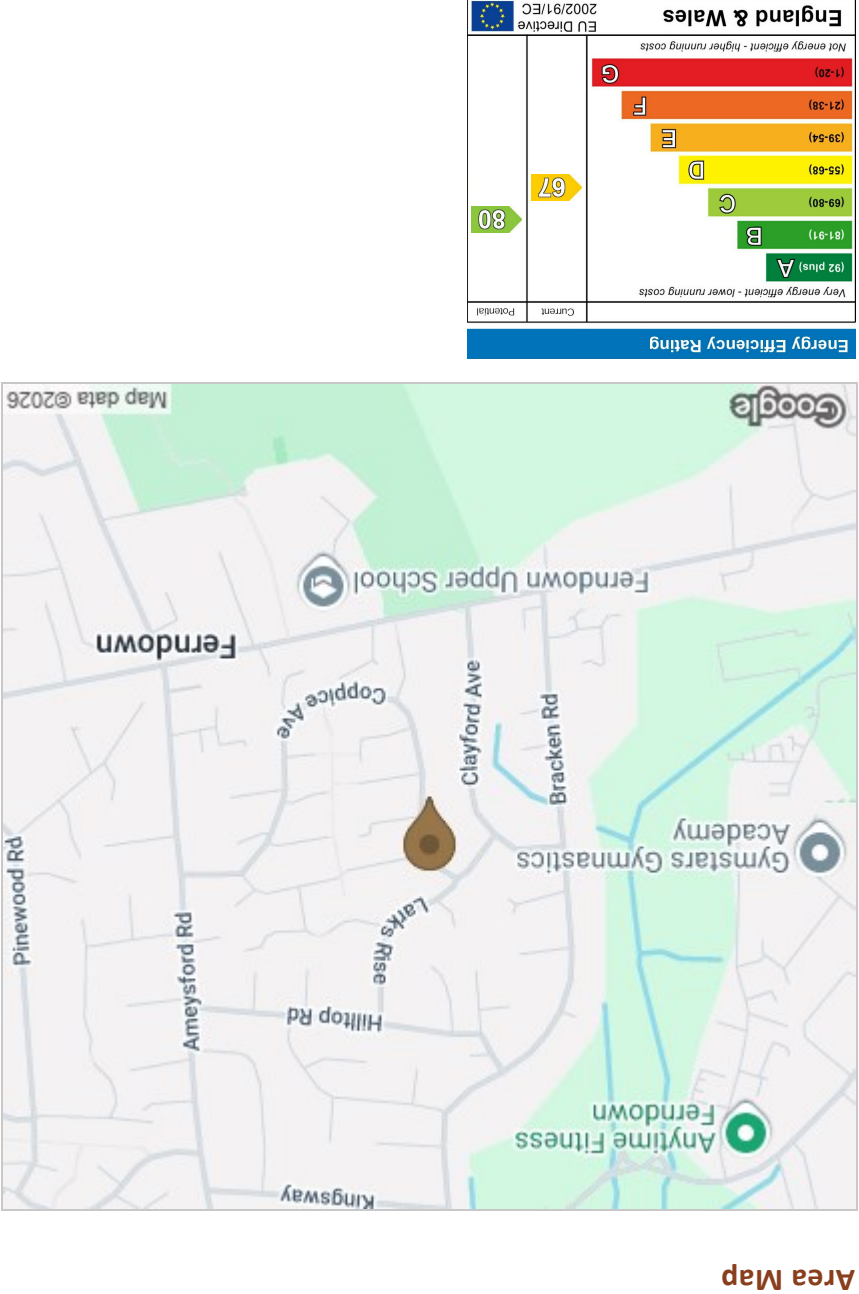 Area Map
Kingsway
Anytime Fitness
Ferndown
Hilltop Rd
Larks Rise
Ameysford Rd
Pinewood Rd
Gymstars Gymnastics
Academy
Bracken Rd
Clayford Ave
Coppice Ave
Ferndown
Ferndown Upper School
Google
Map data ©2026
Energy Efficiency Rating
Current
Potential
Very energy efficient - lower running costs
(92 plus) A
(81-91) B
(69-80) C
(55-68) D
(39-54) E
(21-38) F
(1-20) G
67
80
Not energy efficient - higher running costs
England & Wales
EU Directive
2002/91/EC